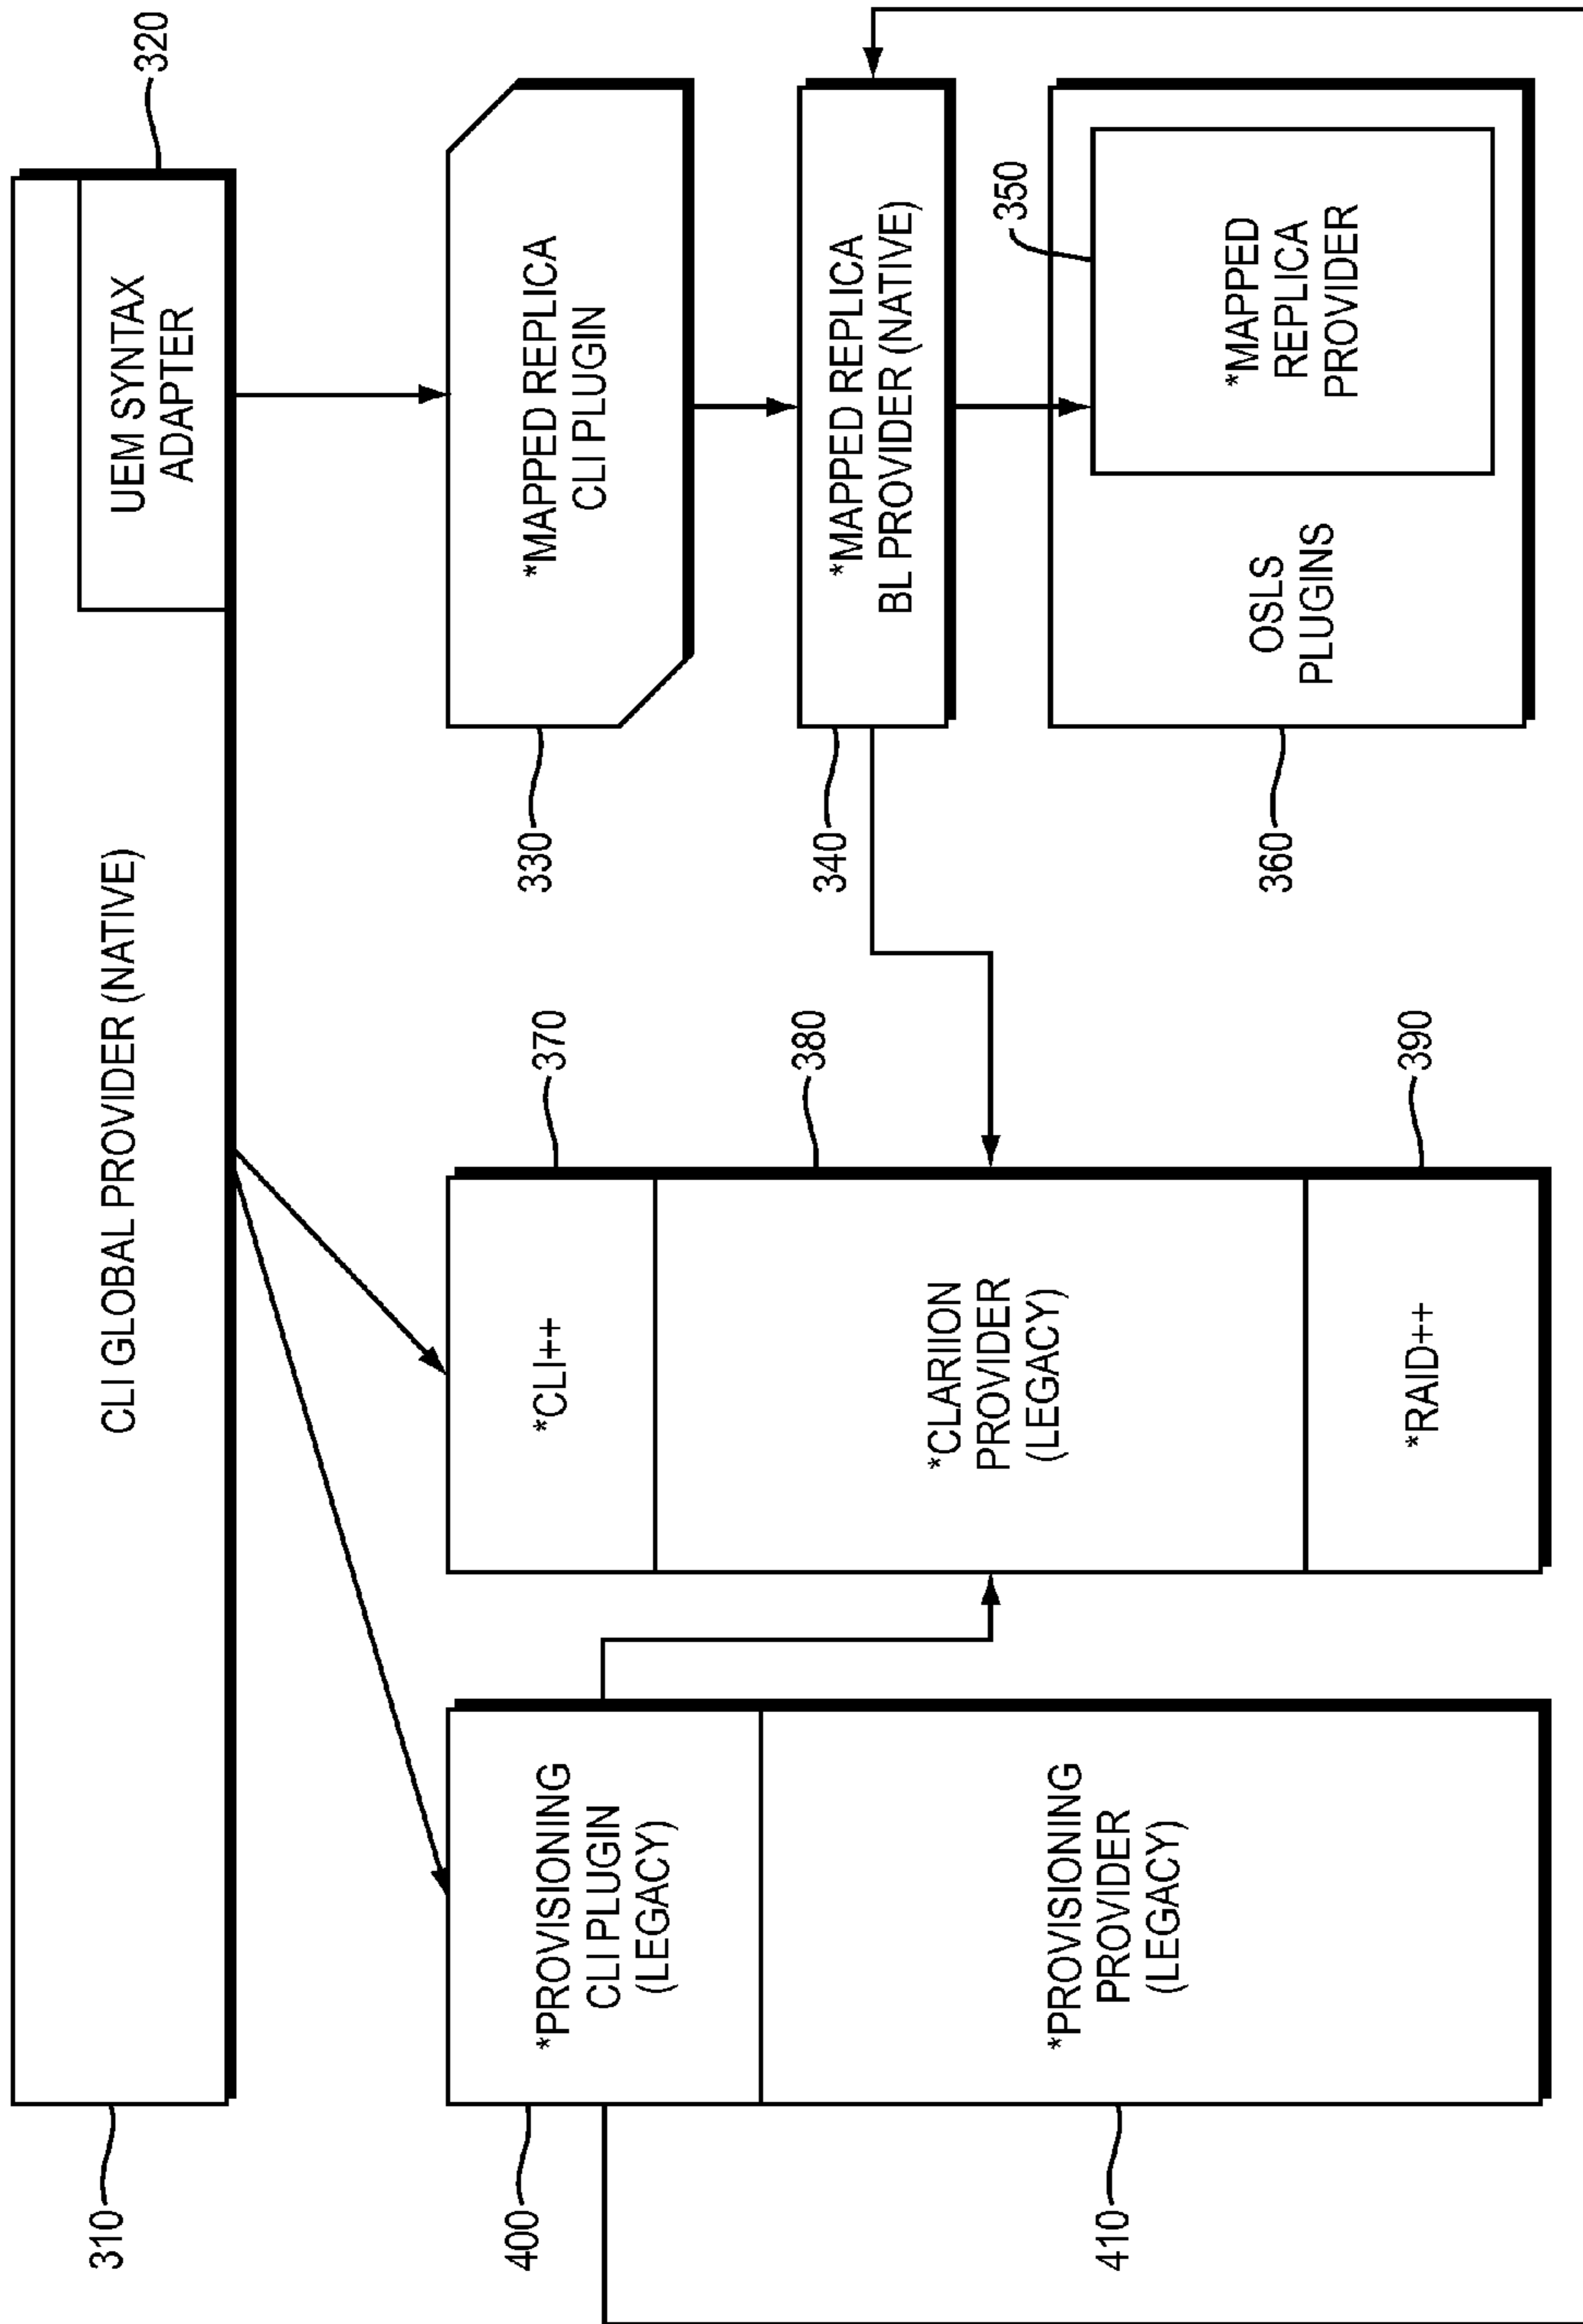 310
CLI GLOBAL PROVIDER (NATIVE)
UEM SYNTAX
ADAPTER
320
400
*PROVISIONING
CLI PLUGIN
(LEGACY)
410
*PROVISIONING
PROVIDER
(LEGACY)
370
*CLI++
380
*CLARIION
PROVIDER
(LEGACY)
390
*RAID++
330
*MAPPED REPLICA
CLI PLUGIN
340
*MAPPED REPLICA
BL PROVIDER (NATIVE)
350
*MAPPED
REPLICA
PROVIDER
360
OSLS
PLUGINS